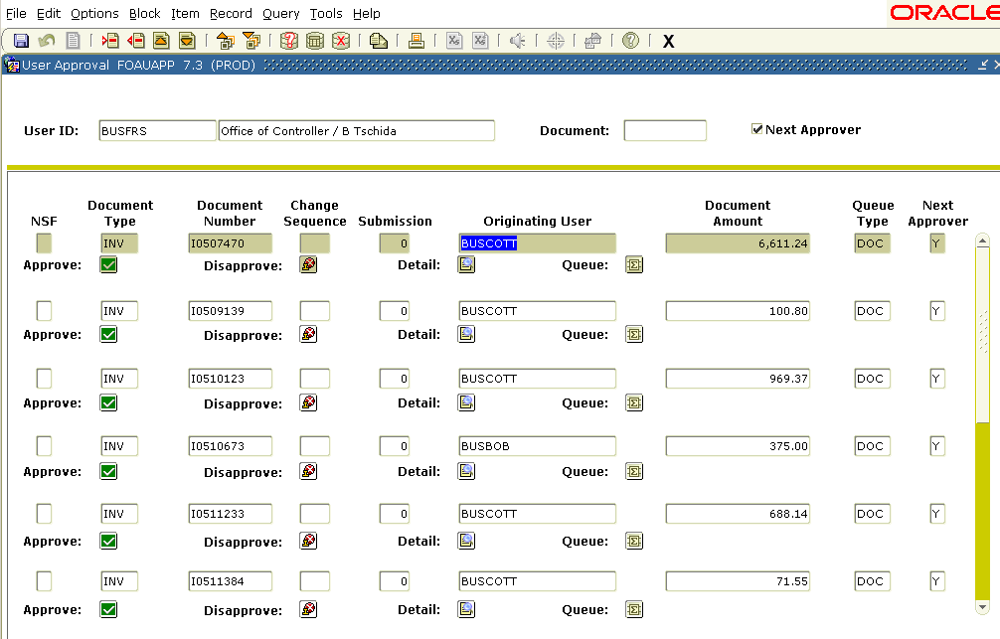 File Edit Options Block Item Record Query Tools Help
ORACLE
X
User Approval FOAUAPP 7.3 (PROD)
User ID: BUSFRS Office of Controller / B Tschida Document: Next Approver
Document Document Change Document Queue Next
NSF Type Number Sequence Submission Originating User Amount Type Approver
INV I0507470 0 BUSCOTT 6,611.24 DOC Y
Approve: Disapprove: Detail: Queue:
INV I0509139 0 BUSCOTT 100.80 DOC Y
Approve: Disapprove: Detail: Queue:
INV I0510123 0 BUSCOTT 969.37 DOC Y
Approve: Disapprove: Detail: Queue:
INV I0510673 0 BUSBOB 375.00 DOC Y
Approve: Disapprove: Detail: Queue:
INV I0511233 0 BUSCOTT 688.14 DOC Y
Approve: Disapprove: Detail: Queue:
INV I0511384 0 BUSCOTT 71.55 DOC Y
Approve: Disapprove: Detail: Queue: